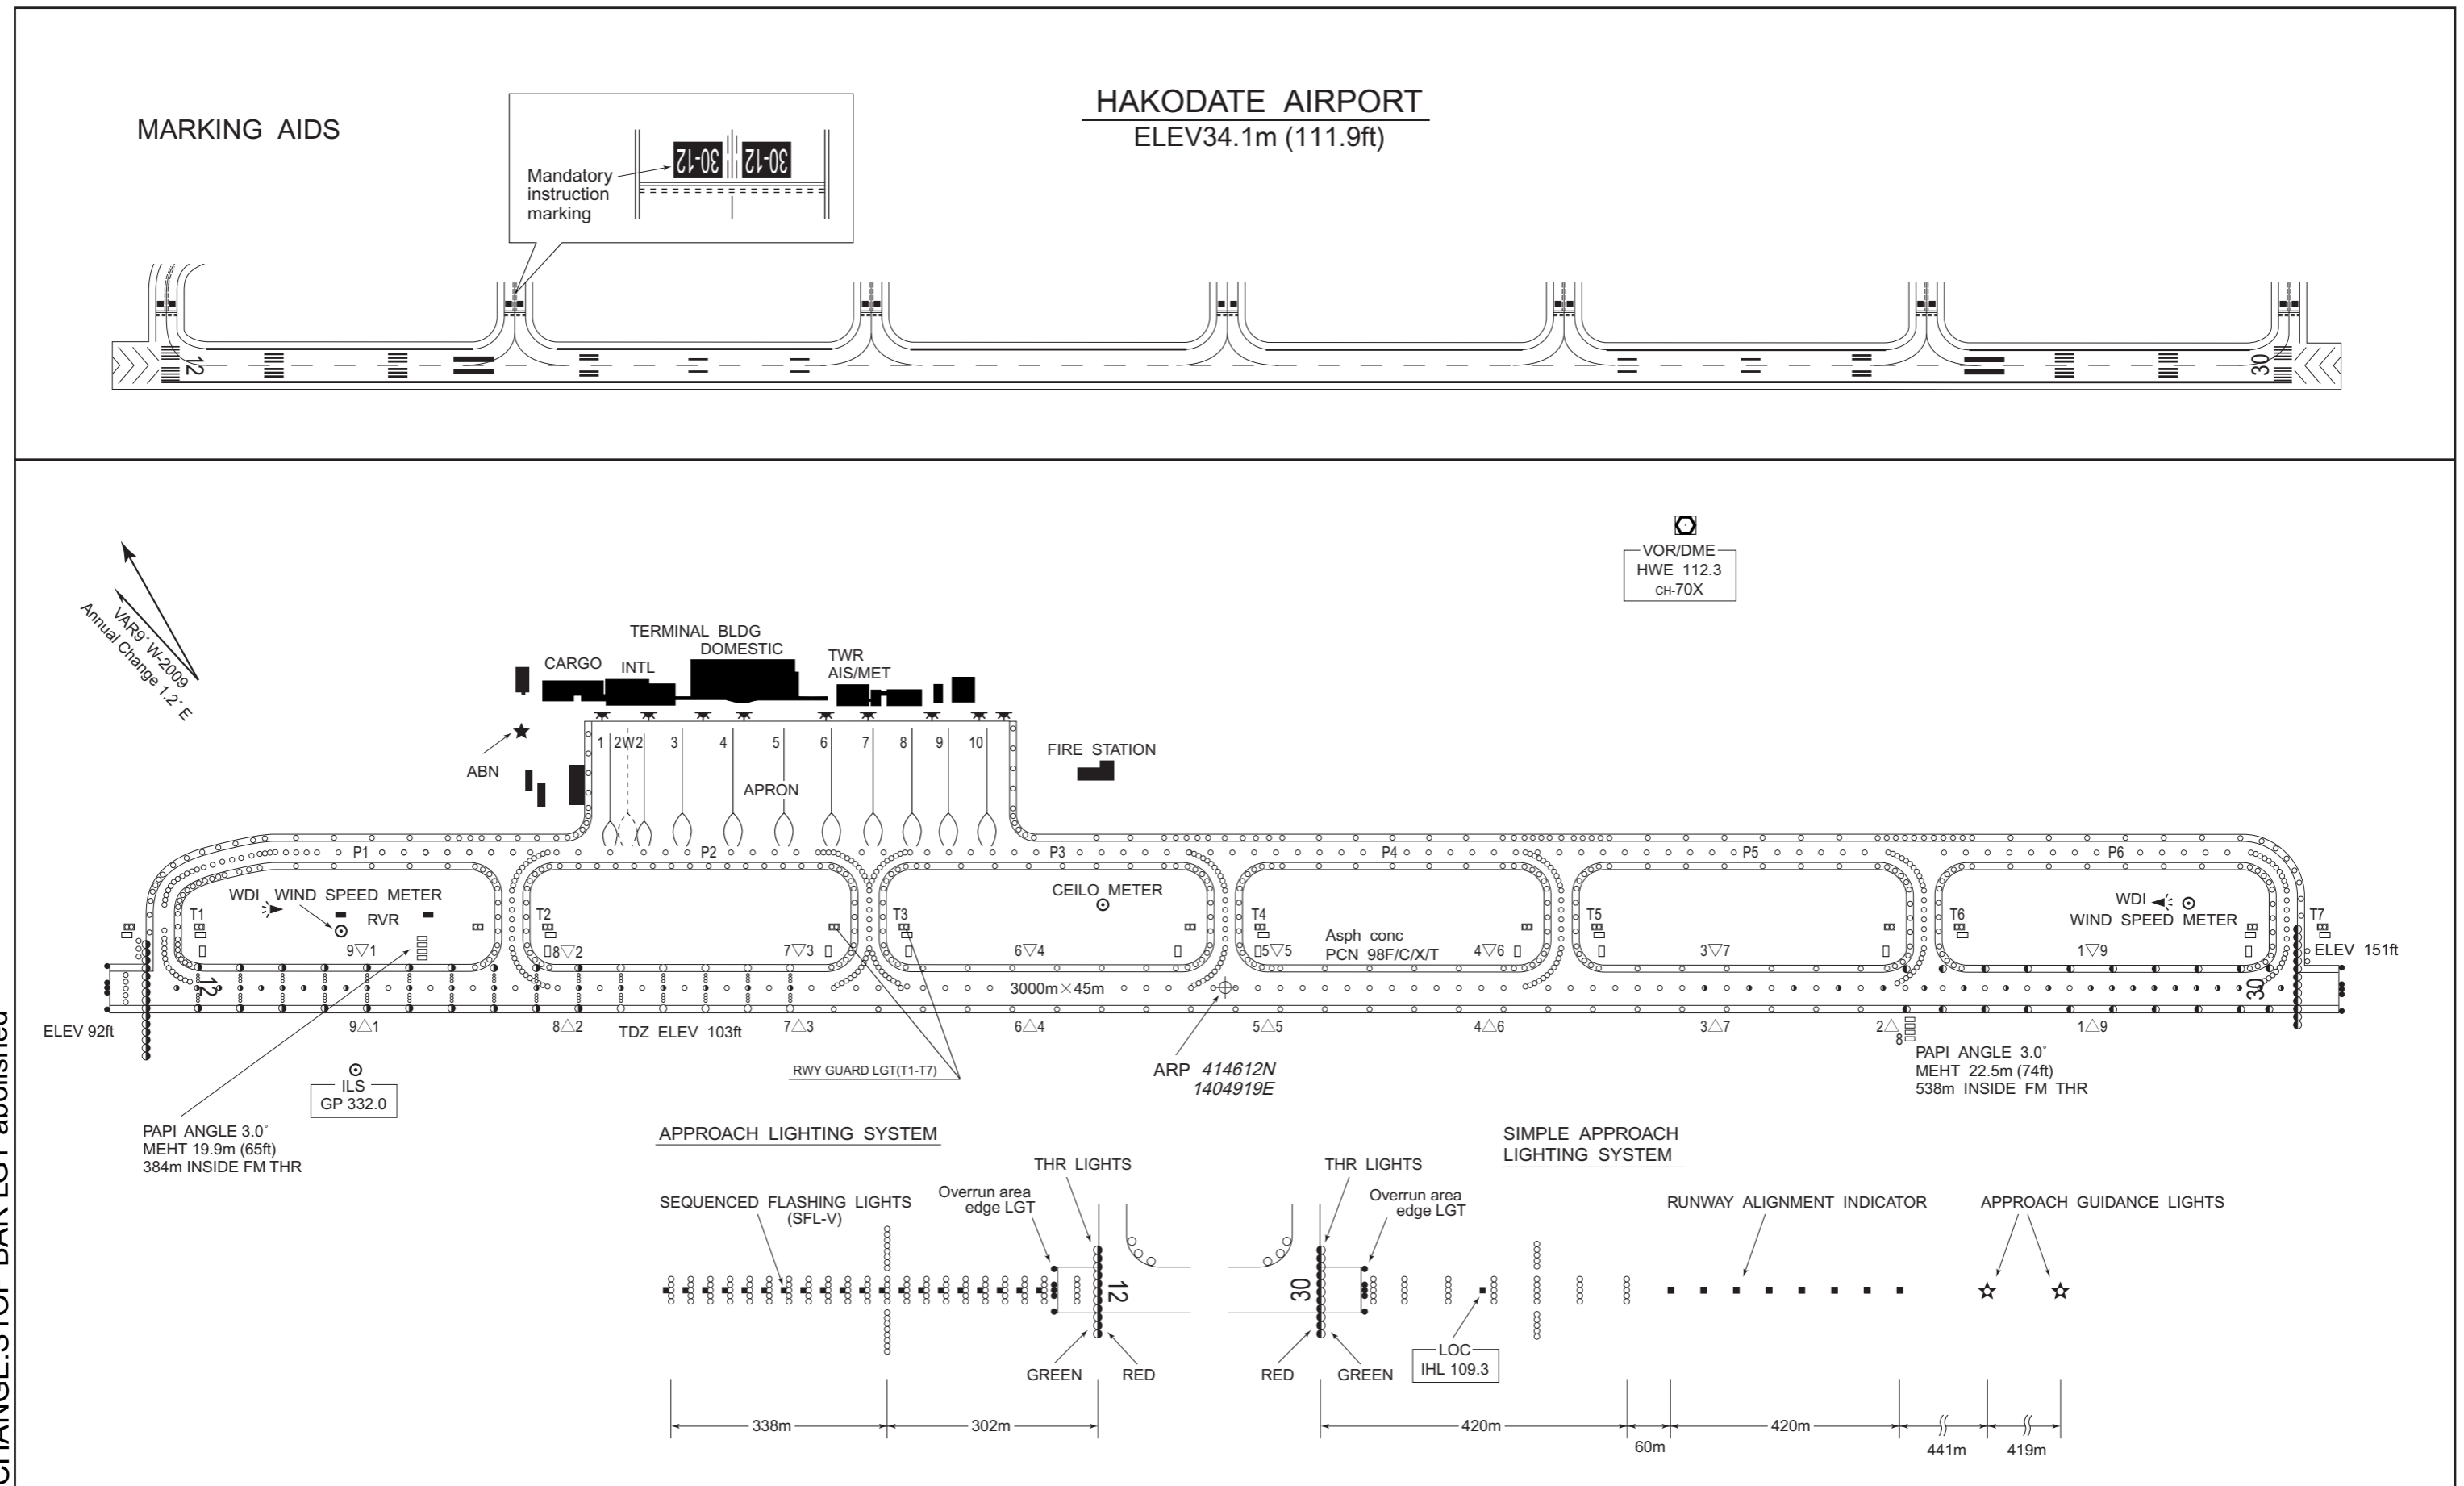 HAKODATE AIRPORT
ELEV34.1m (111.9ft)
MARKING AIDS
30-12
30-12
Mandatory
instruction
marking
12
30
VOR/DME
HWE 112.3
CH-70X
VAR9° W-2009
Annual Change 1.2° E
TERMINAL BLDG
DOMESTIC
CARGO
INTL
TWR
AIS/MET
ABN
1
2W2
3
4
5
6
7
8
9
10
APRON
FIRE STATION
P1
P2
P3
P4
P5
P6
WDI
WIND SPEED METER
RVR
CEILO METER
WDI
WIND SPEED METER
T1
T2
T3
T4
T5
T6
T7
Asph conc
PCN 98F/C/X/T
9▽1
8▽2
7▽3
6▽4
5▽5
4▽6
3▽7
1▽9
ELEV 151ft
12
3000m×45m
30
ELEV 92ft
9△1
8△2
TDZ ELEV 103ft
7△3
6△4
5△5
4△6
3△7
2△8
1△9
ILS
GP 332.0
RWY GUARD LGT(T1-T7)
ARP 414612N
1404919E
PAPI ANGLE 3.0°
MEHT 22.5m (74ft)
538m INSIDE FM THR
PAPI ANGLE 3.0°
MEHT 19.9m (65ft)
384m INSIDE FM THR
APPROACH LIGHTING SYSTEM
SIMPLE APPROACH
LIGHTING SYSTEM
THR LIGHTS
THR LIGHTS
SEQUENCED FLASHING LIGHTS
(SFL-V)
Overrun area
edge LGT
Overrun area
edge LGT
RUNWAY ALIGNMENT INDICATOR
APPROACH GUIDANCE LIGHTS
12
30
GREEN
RED
RED
GREEN
LOC
IHL 109.3
338m
302m
420m
60m
420m
441m
419m
CHANGE:STOP BAR LGT abolished